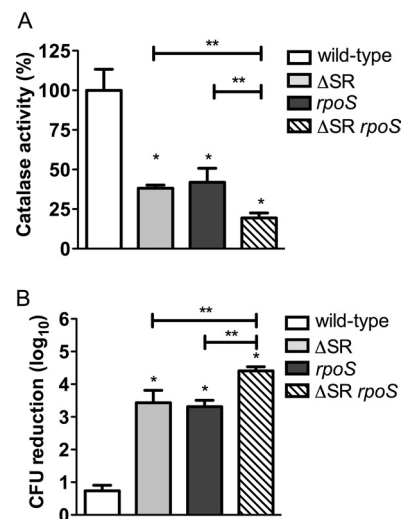 A
Catalase activity (%)
125
100
75
50
25
0
*
*
*
**
**
wild-type
ΔSR
rpoS
ΔSR rpoS
B
CFU reduction (log10)
6
5
4
3
2
1
0
*
*
*
**
**
wild-type
ΔSR
rpoS
ΔSR rpoS